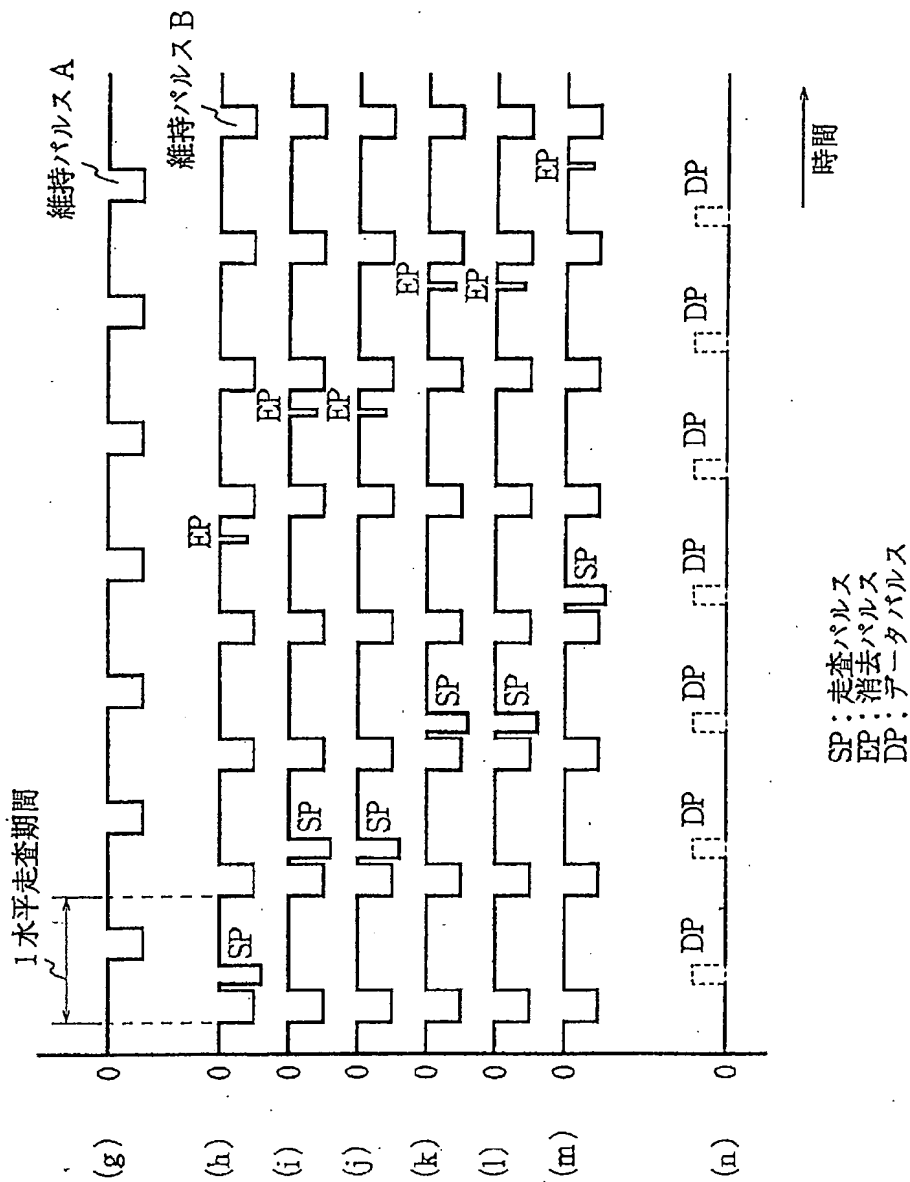 1水平走査期間
維持パルスA
(g) 0
維持パルスB
(h) 0 SP EP
(i) 0 SP EP
(j) 0 SP EP
(k) 0 SP EP
(l) 0 SP EP
(m) 0 SP EP
(n) 0 DP DP DP DP DP DP DP
時間
SP:走査パルス
EP:消去パルス
DP:データパルス